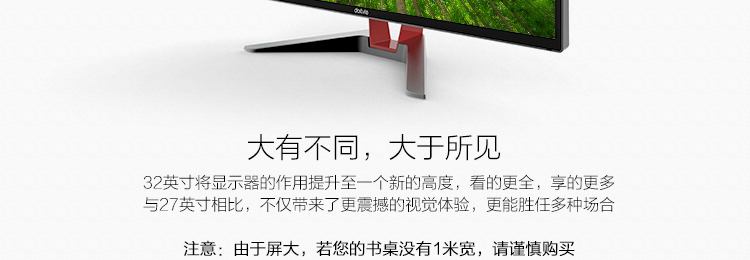 大有不同，大于所见
32英寸将显示器的作用提升至一个新的高度，看的更全，享的更多
与27英寸相比，不仅带来了更震撼的视觉体验，更能胜任多种场合
注意：由于屏大，若您的书桌没有1米宽，请谨慎购买